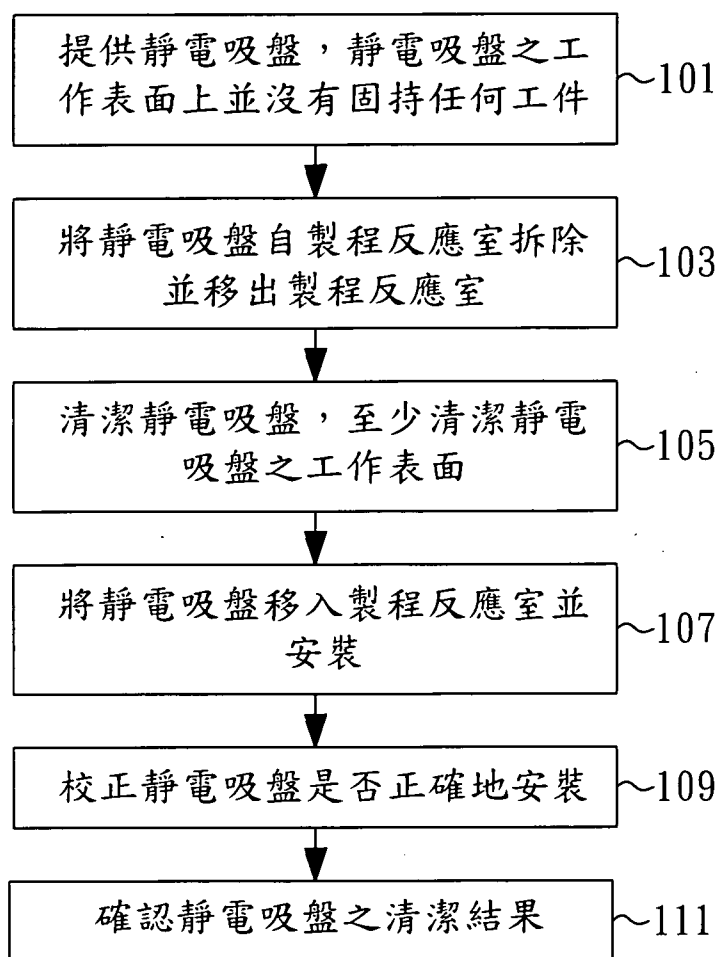 提供靜電吸盤，靜電吸盤之工
作表面上並沒有固持任何工件
101
將靜電吸盤自製程反應室拆除
並移出製程反應室
103
清潔靜電吸盤，至少清潔靜電
吸盤之工作表面
105
將靜電吸盤移入製程反應室並
安裝
107
校正靜電吸盤是否正確地安裝
109
確認靜電吸盤之清潔結果
111